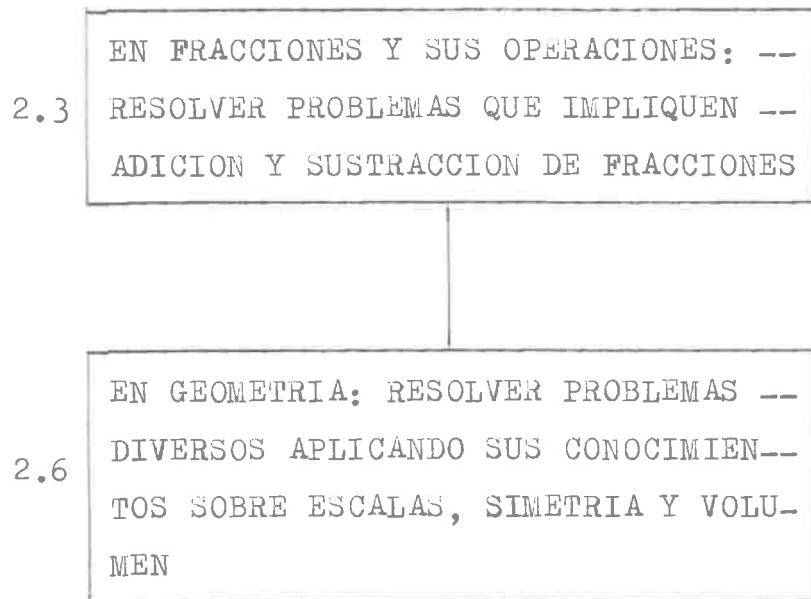 EN FRACCIONES Y SUS OPERACIONES: --
2.3 RESOLVER PROBLEMAS QUE IMPLIQUEN --
ADICION Y SUSTRACCION DE FRACCIONES
EN GEOMETRIA: RESOLVER PROBLEMAS --
DIVERSOS APLICANDO SUS CONOCIMIEN--
2.6
TOS SOBRE ESCALAS, SIMETRIA Y VOLU-
MEN